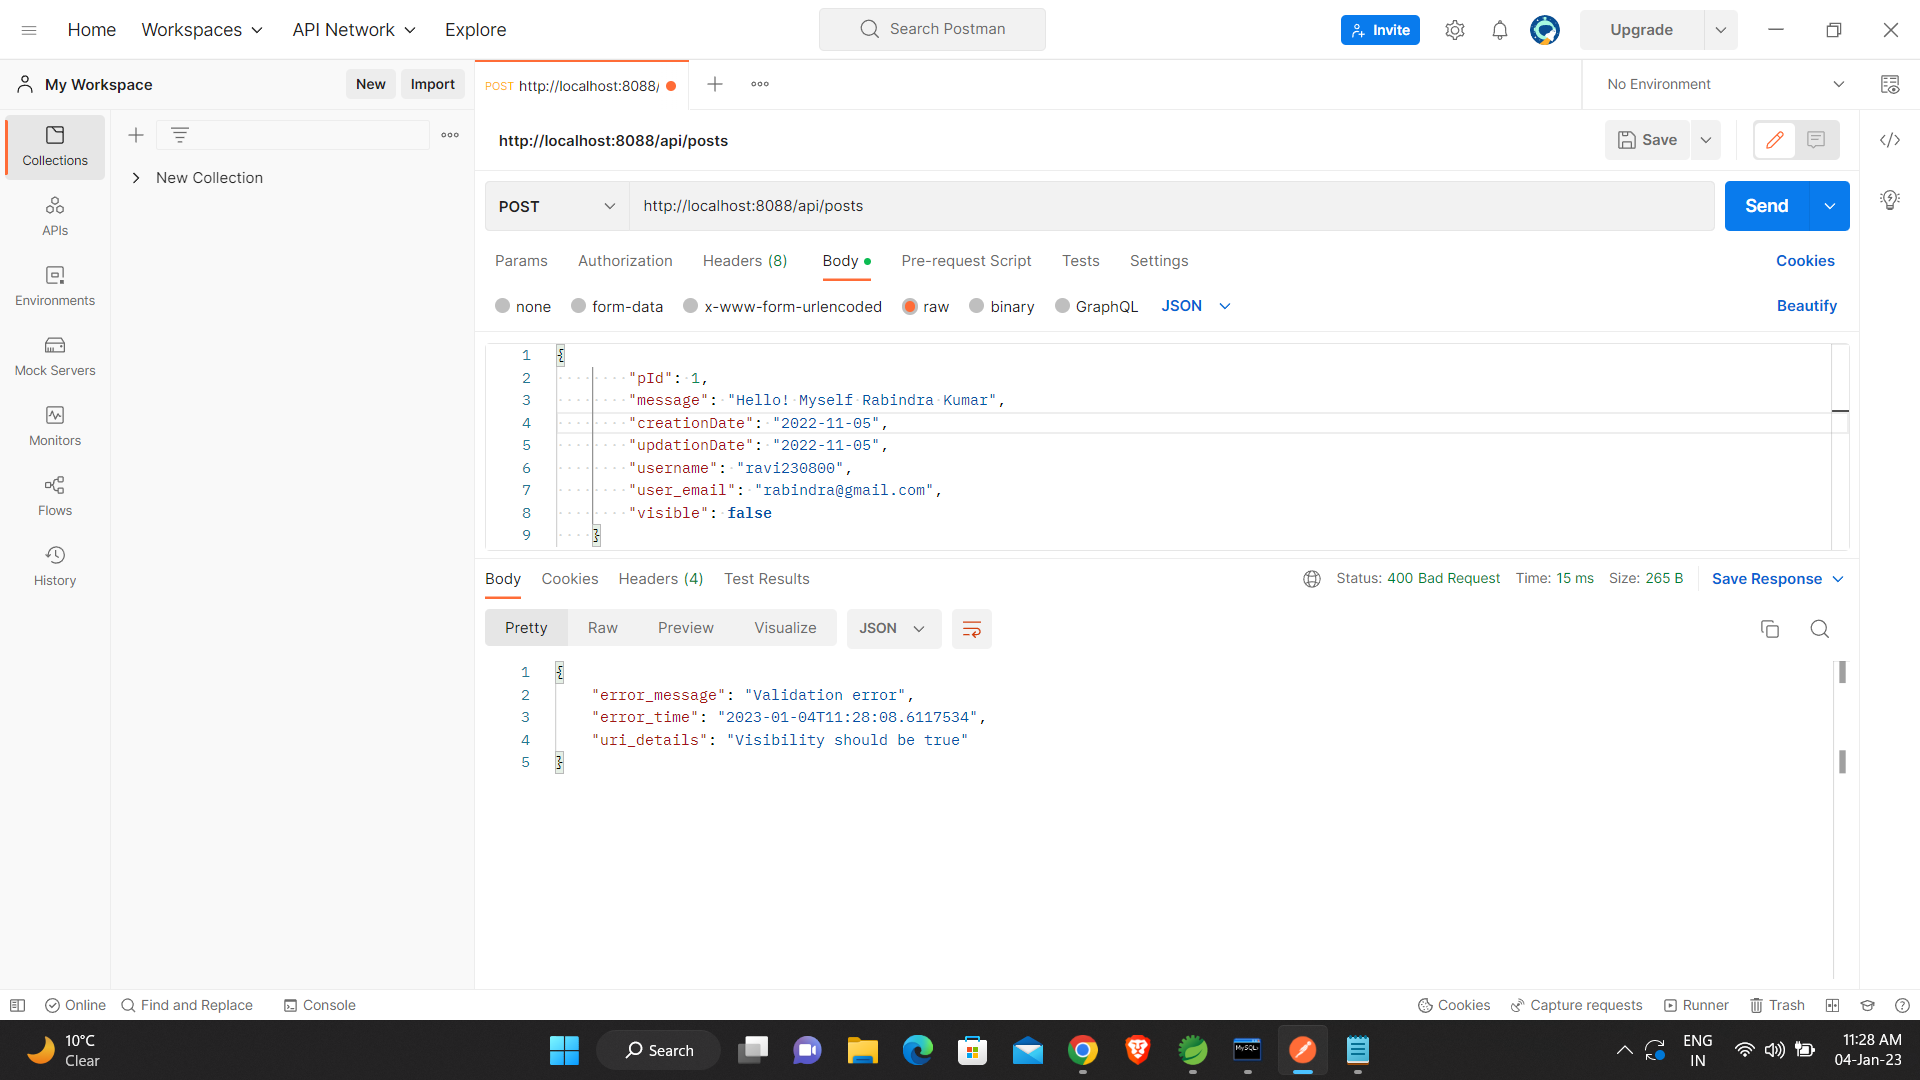 Home
Workspaces
API Network
Explore
Search Postman
Invite
Upgrade
My Workspace
New
Import
POST http://localhost:8088/
No Environment
Collections
APIs
Environments
Mock Servers
Monitors
Flows
History
New Collection
http://localhost:8088/api/posts
Save
POST
http://localhost:8088/api/posts
Send
Params
Authorization
Headers (8)
Body
Pre-request Script
Tests
Settings
Cookies
none
form-data
x-www-form-urlencoded
raw
binary
GraphQL
JSON
Beautify
1 {
2 "pId": 1,
3 "message": "Hello! Myself Rabindra Kumar",
4 "creationDate": "2022-11-05",
5 "updationDate": "2022-11-05",
6 "username": "ravi230800",
7 "user_email": "rabindra@gmail.com",
8 "visible": false
9 }
Body
Cookies
Headers (4)
Test Results
Status: 400 Bad Request
Time: 15 ms
Size: 265 B
Save Response
Pretty
Raw
Preview
Visualize
JSON
1 {
2 "error_message": "Validation error",
3 "error_time": "2023-01-04T11:28:08.6117534",
4 "uri_details": "Visibility should be true"
5 }
Online
Find and Replace
Console
Cookies
Capture requests
Runner
Trash
10°C
Clear
Search
MySQL
ENG
IN
11:28 AM
04-Jan-23